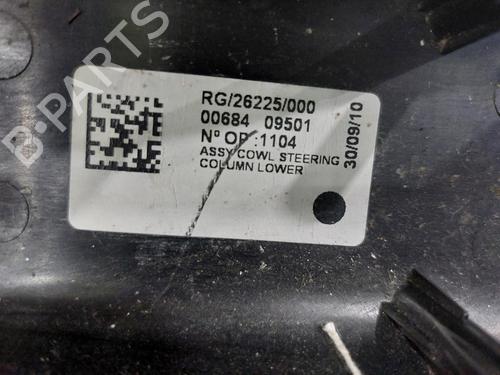 RG/26225/000
00684 09501
Nº OP :1104
ASSY COWL STEERING
COLUMN LOWER
30/09/10
B-PARTS